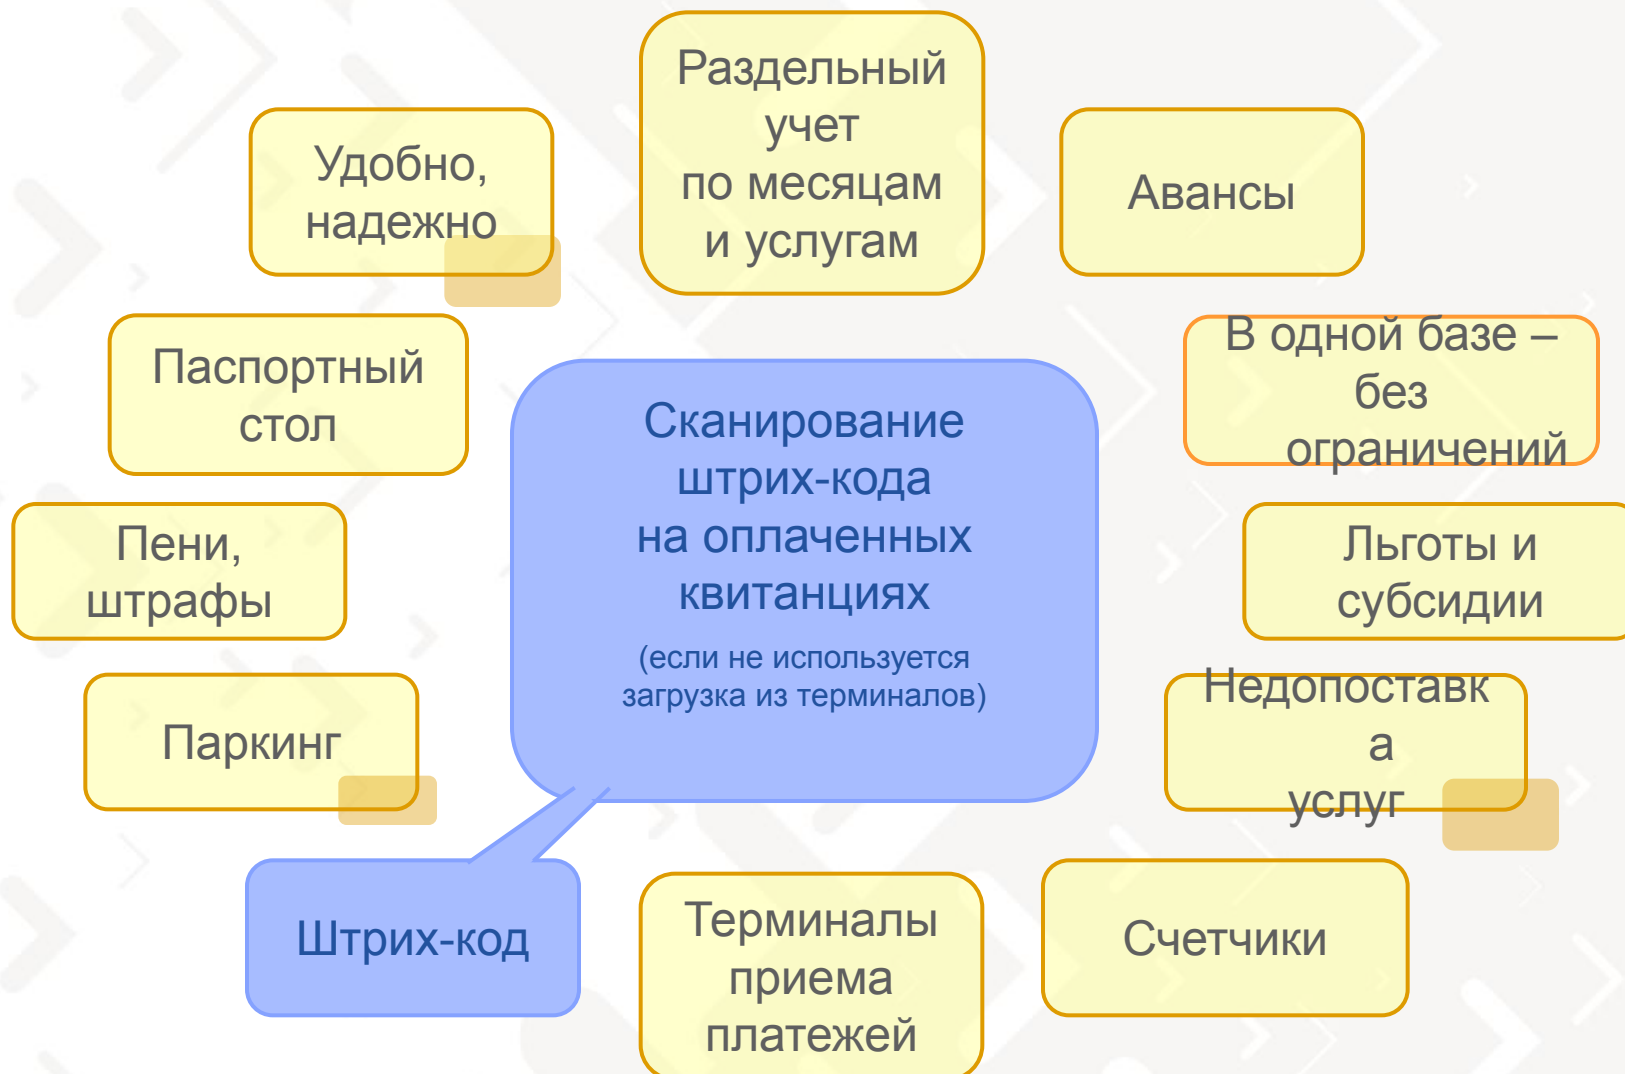 Раздельный
учет
по месяцам
и услугам
Удобно,
надежно
Авансы
В одной базе –
без
ограничений
Паспортный
стол
Сканирование
штрих-кода
на оплаченных
квитанциях
(если не используется
загрузка из терминалов)
Пени,
штрафы
Льготы и
субсидии
Паркинг
Недопоставк
а
услуг
Штрих-код
Терминалы
приема
платежей
Счетчики